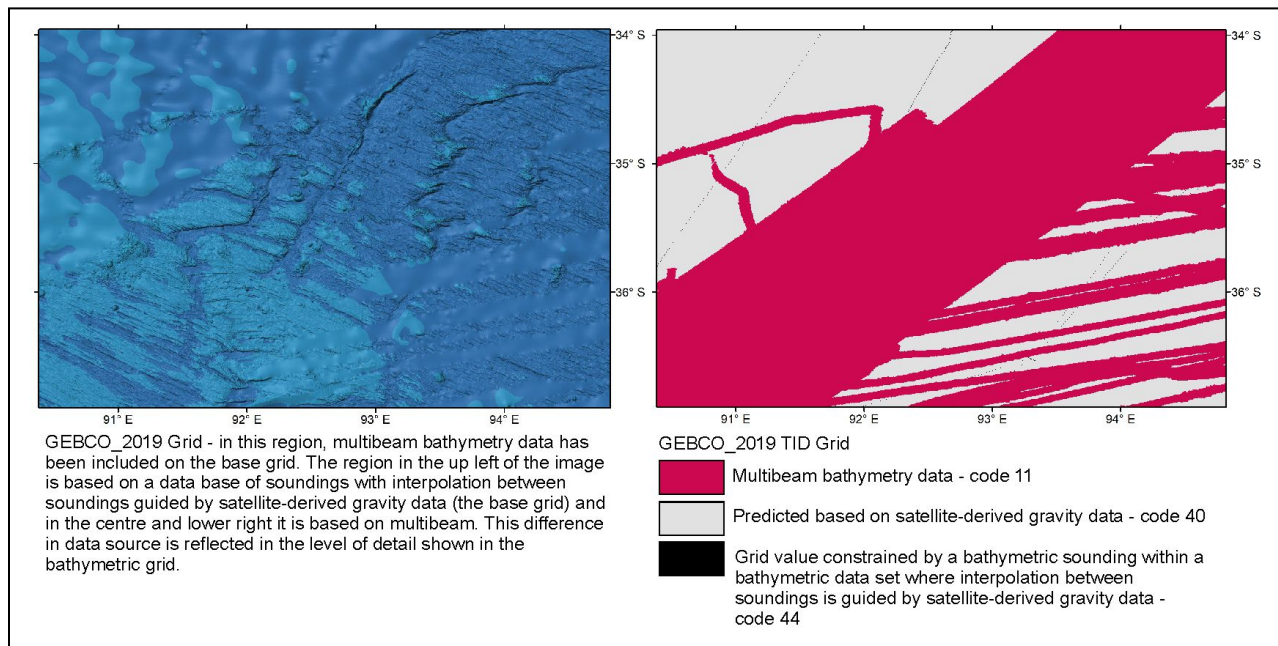 34° S
35° S
36° S
91° E
92° E
93° E
94° E
34° S
35° S
36° S
91° E
92° E
93° E
94° E
GEBCO_2019 Grid - in this region, multibeam bathymetry data has
been included on the base grid. The region in the up left of the image
is based on a data base of soundings with interpolation between
soundings guided by satellite-derived gravity data (the base grid) and
in the centre and lower right it is based on multibeam. This difference
in data source is reflected in the level of detail shown in the
bathymetric grid.
GEBCO_2019 TID Grid
Multibeam bathymetry data - code 11
Predicted based on satellite-derived gravity data - code 40
Grid value constrained by a bathymetric sounding within a
bathymetric data set where interpolation between
soundings is guided by satellite-derived gravity data -
code 44